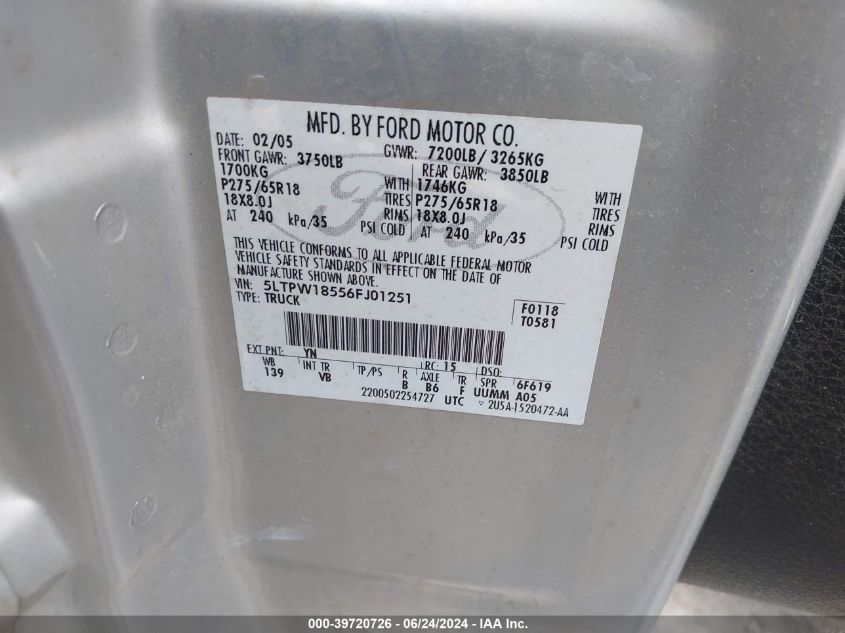 MFD. BY FORD MOTOR CO.
DATE: 02/05 GVWR: 7200LB/ 3265KG
FRONT GAWR: 3750LB REAR GAWR: 3850LB
1700KG WITH 1746KG WITH
P275/65R18 TIRES P275/65R18 TIRES
18X8.0J RIMS 18X8.0J RIMS
AT 240 kPa/35 PSI COLD AT 240 kPa/35 PSI COLD
Ford
THIS VEHICLE CONFORMS TO ALL APPLICABLE FEDERAL MOTOR
VEHICLE SAFETY STANDARDS IN EFFECT ON THE DATE OF
MANUFACTURE SHOWN ABOVE.
VIN: 5LTPW18556FJ01251 F0118
TYPE: TRUCK T0581
EXT PNT: YN RC: 15 DSO:
WB INT TR TP/PS R AXLE TR SPR 6F619
139 VB B B6 F UUMM A05
2200502254727 UTC 2U5A-1520472-AA
000-39720726 - 06/24/2024 - IAA Inc.